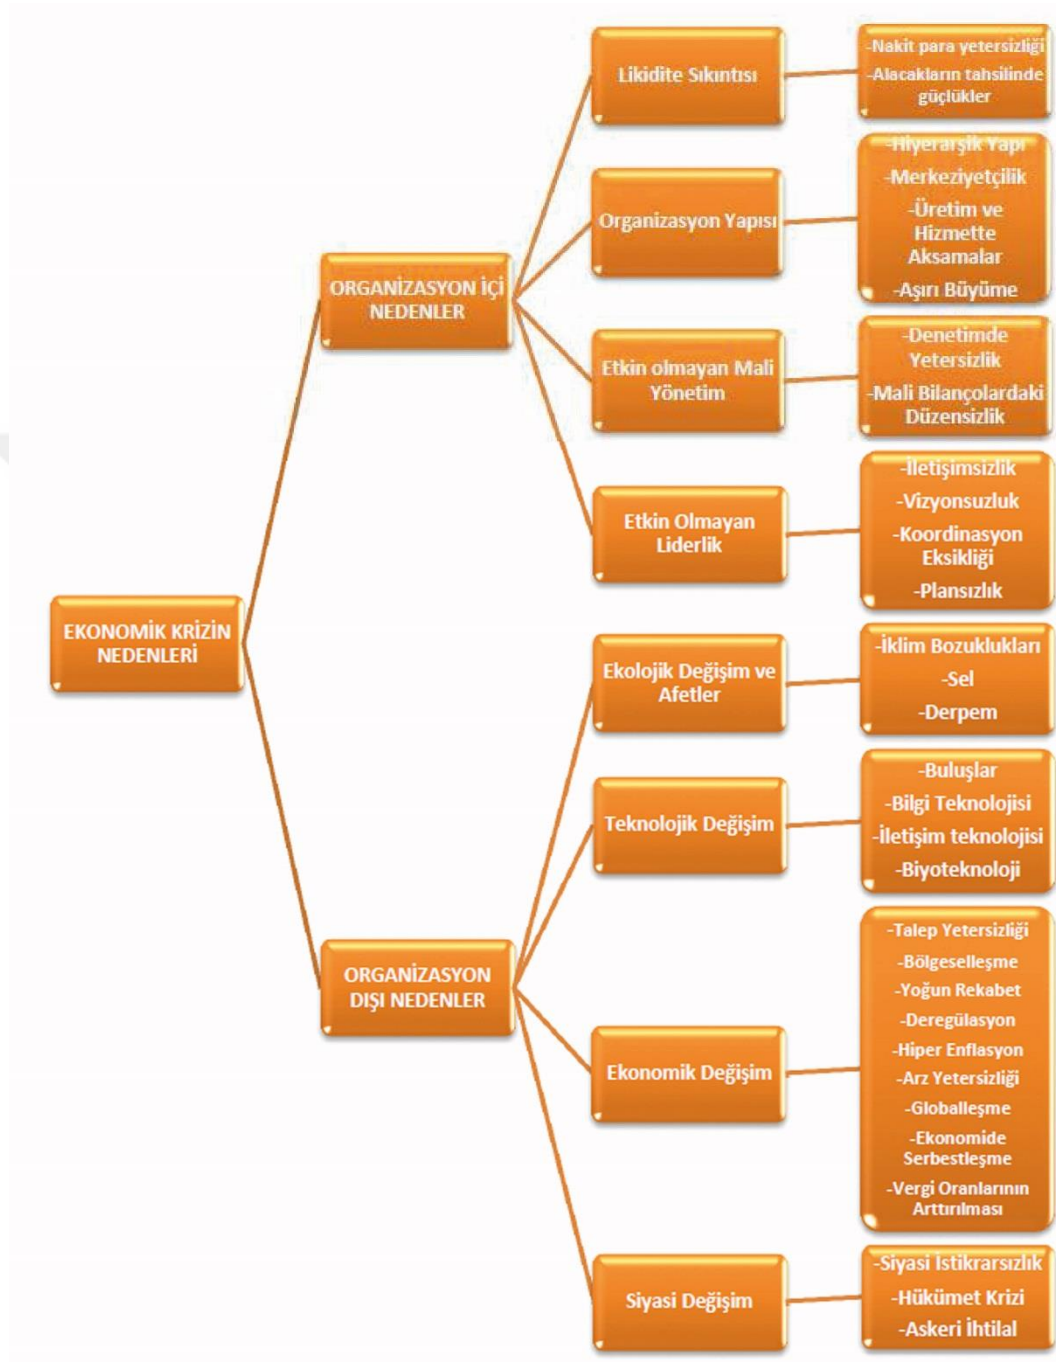 EKONOMİK KRİZİN
NEDENLERİ
ORGANİZASYON İÇİ
NEDENLER
Likidite Sıkıntısı
-Nakit para yetersizliği
-Alacakların tahsilinde
güçlükler
Organizasyon Yapısı
-Hiyerarşik Yapı
-Merkeziyetçilik
-Üretim ve
Hizmette
Aksamalar
-Aşırı Büyüme
Etkin olmayan Mali
Yönetim
-Denetimde
Yetersizlik
-Mali Bilançolardaki
Düzensizlik
Etkin Olmayan
Liderlik
-İletişimsizlik
-Vizyonsuzluk
-Koordinasyon
Eksikliği
-Plansızlık
ORGANİZASYON
DIŞI NEDENLER
Ekolojik Değişim ve
Afetler
-İklim Bozuklukları
-Sel
-Derpem
Teknolojik Değişim
-Buluşlar
-Bilgi Teknolojisi
-İletişim teknolojisi
-Biyoteknoloji
Ekonomik Değişim
-Talep Yetersizliği
-Bölgeselleşme
-Yoğun Rekabet
-Deregülasyon
-Hiper Enflasyon
-Arz Yetersizliği
-Globalleşme
-Ekonomide
Serbestleşme
-Vergi Oranlarının
Arttırılması
Siyasi Değişim
-Siyasi İstikrarsızlık
-Hükümet Krizi
-Askeri İhtilal